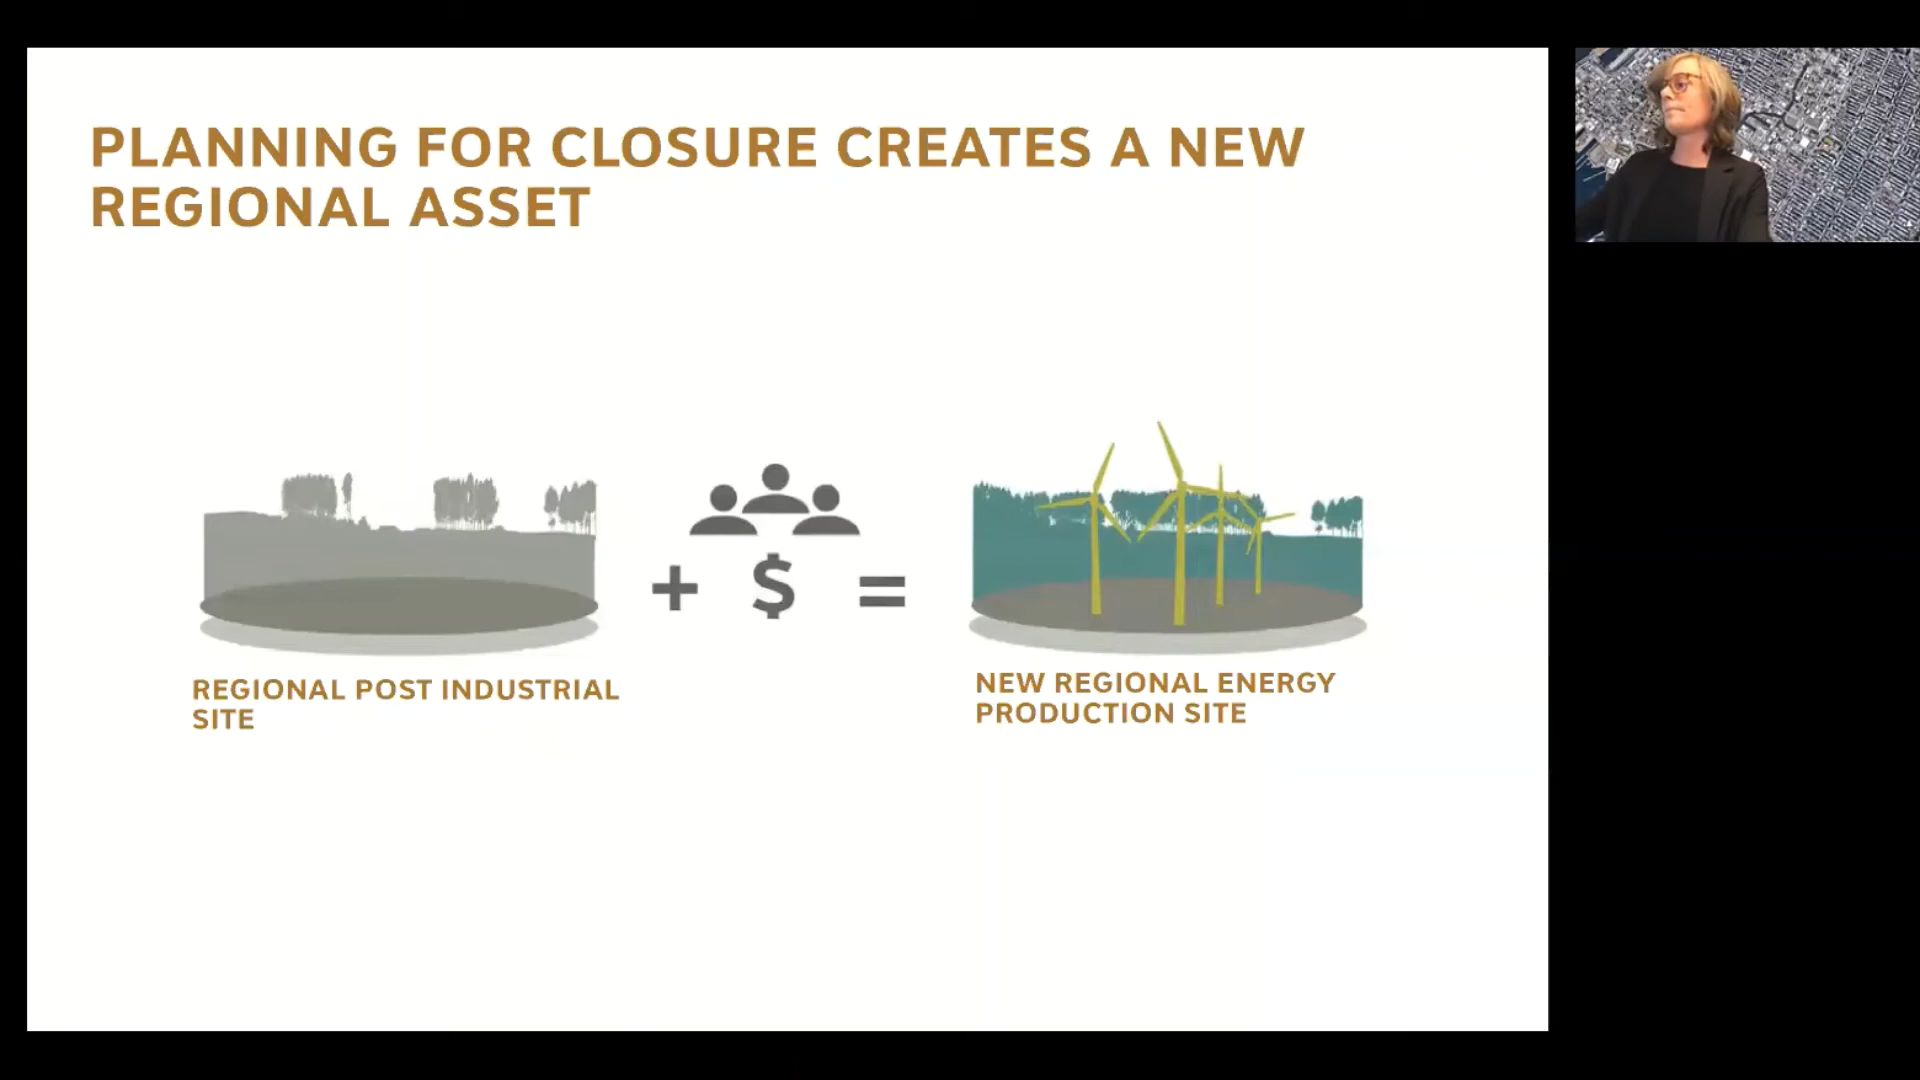 PLANNING FOR CLOSURE CREATES A NEW
REGIONAL ASSET
+ $ =
REGIONAL POST INDUSTRIAL
SITE
NEW REGIONAL ENERGY
PRODUCTION SITE